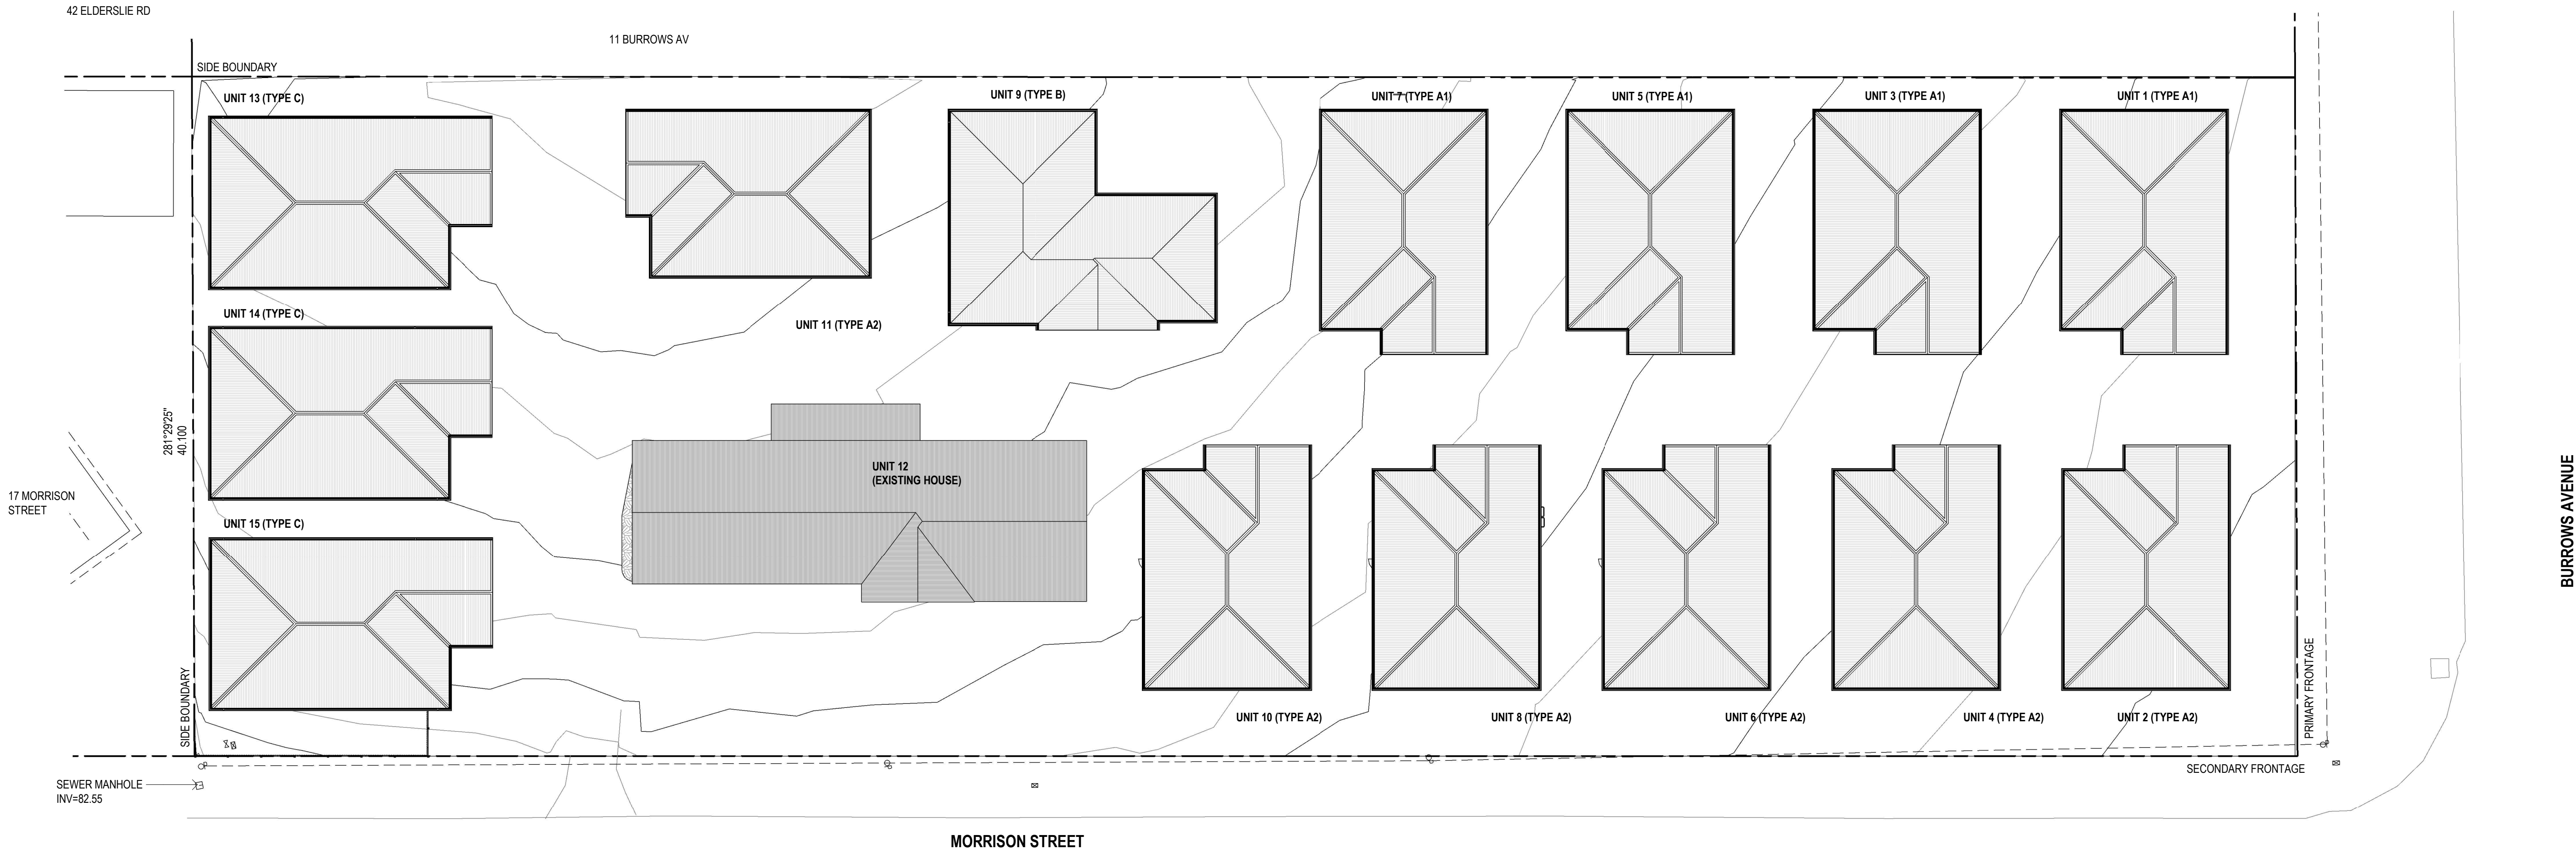 42 ELDERSLIE RD
11 BURROWS AV
SIDE BOUNDARY
UNIT 13 (TYPE C)
UNIT 9 (TYPE B)
UNIT 7 (TYPE A1)
UNIT 5 (TYPE A1)
UNIT 3 (TYPE A1)
UNIT 1 (TYPE A1)
UNIT 14 (TYPE C)
UNIT 11 (TYPE A2)
281°29'25"
40.100
UNIT 12
(EXISTING HOUSE)
17 MORRISON
STREET
UNIT 15 (TYPE C)
BURROWS AVENUE
SIDE BOUNDARY
PRIMARY FRONTAGE
UNIT 10 (TYPE A2)
UNIT 8 (TYPE A2)
UNIT 6 (TYPE A2)
UNIT 4 (TYPE A2)
UNIT 2 (TYPE A2)
SECONDARY FRONTAGE
SEWER MANHOLE
INV=82.55
MORRISON STREET